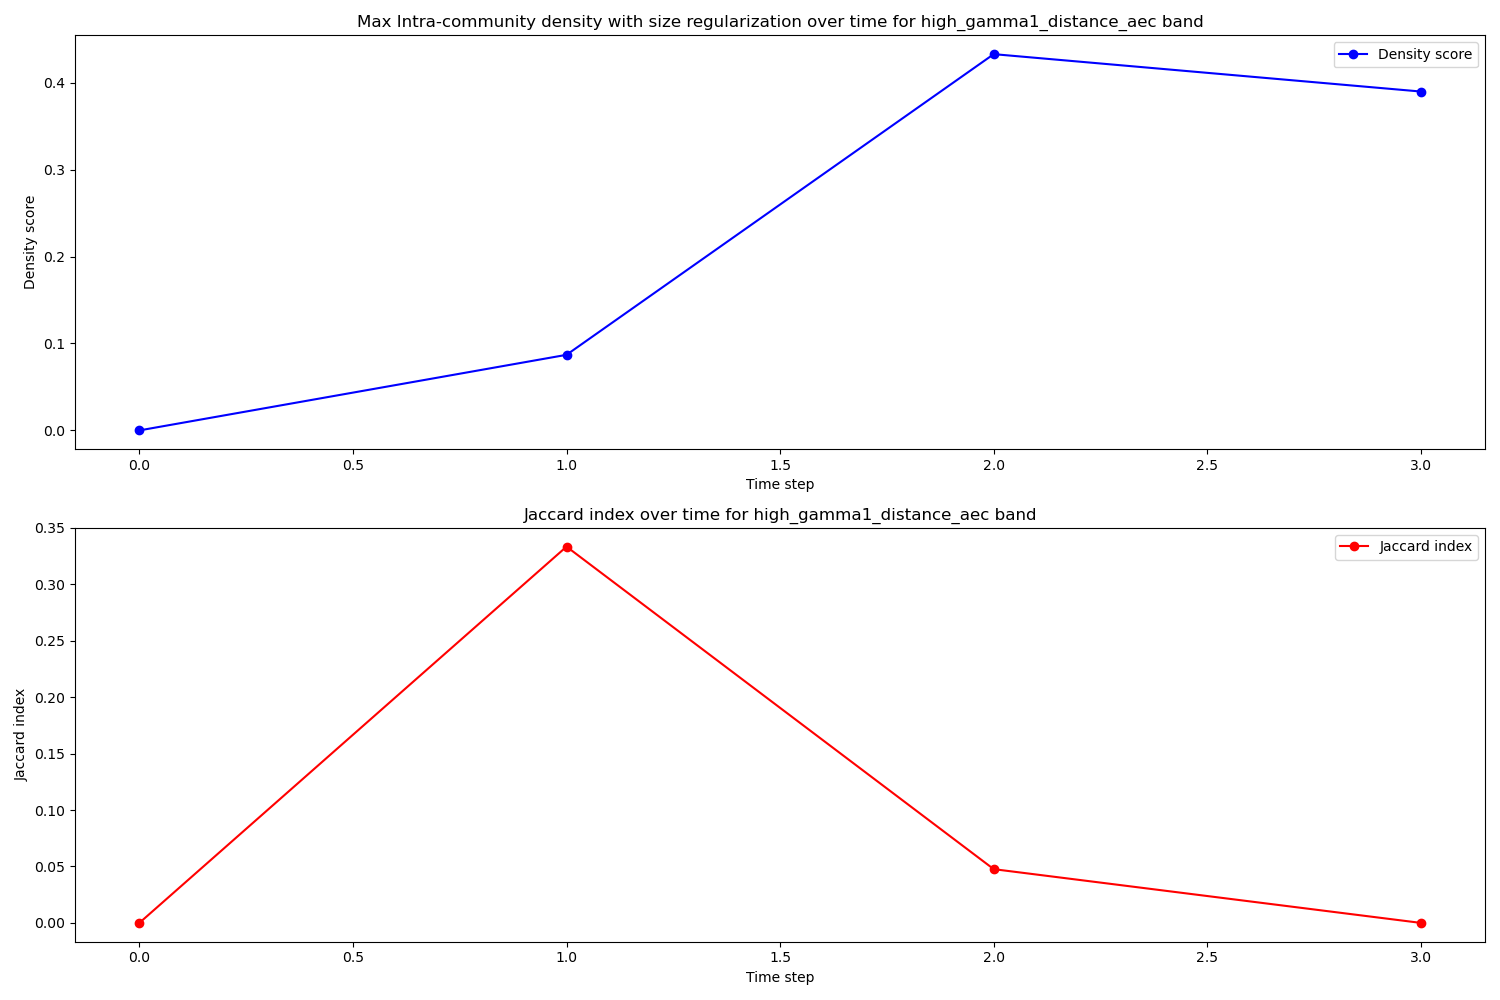 Max Intra-community density with size regularization over time for high_gamma1_distance_aec band
Density score
0.4
0.3
0.2
0.1
0.0
Density score
0.0 0.5 1.0 1.5 2.0 2.5 3.0
Time step
Jaccard index over time for high_gamma1_distance_aec band
Jaccard index
0.35
0.30
0.25
0.20
0.15
0.10
0.05
0.00
Jaccard index
0.0 0.5 1.0 1.5 2.0 2.5 3.0
Time step